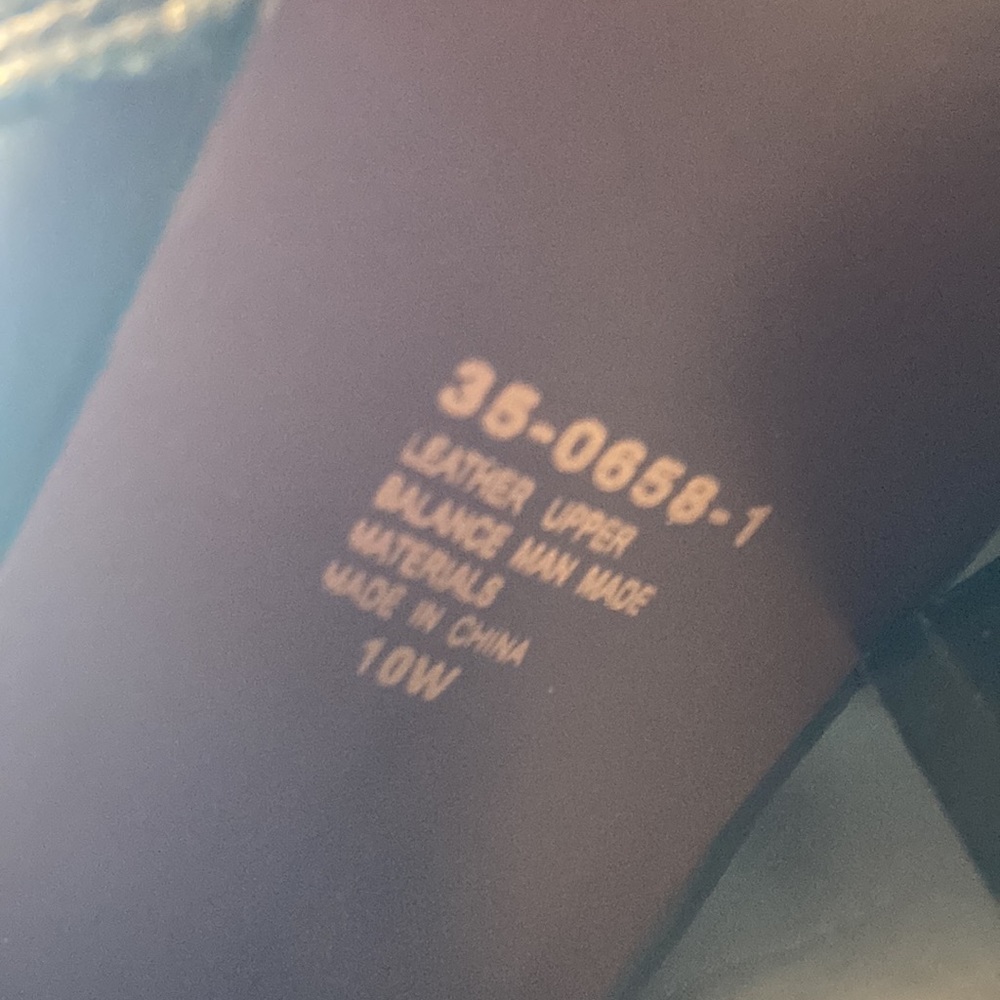 35-0658-1
LEATHER UPPER
BALANCE MAN MADE
MATERIALS
MADE IN CHINA
10W